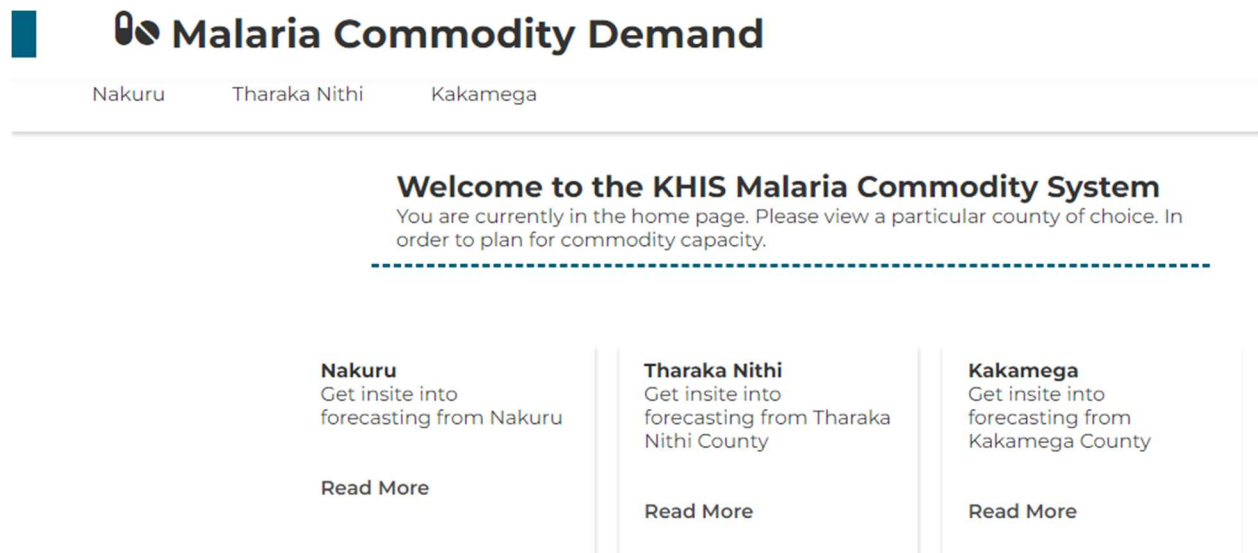 Malaria Commodity Demand
Nakuru Tharaka Nithi Kakamega
Welcome to the KHIS Malaria Commodity System
You are currently in the home page. Please view a particular county of choice. In
order to plan for commodity capacity.
Nakuru
Get insite into
forecasting from Nakuru
Read More
Tharaka Nithi
Get insite into
forecasting from Tharaka
Nithi County
Read More
Kakamega
Get insite into
forecasting from
Kakamega County
Read More